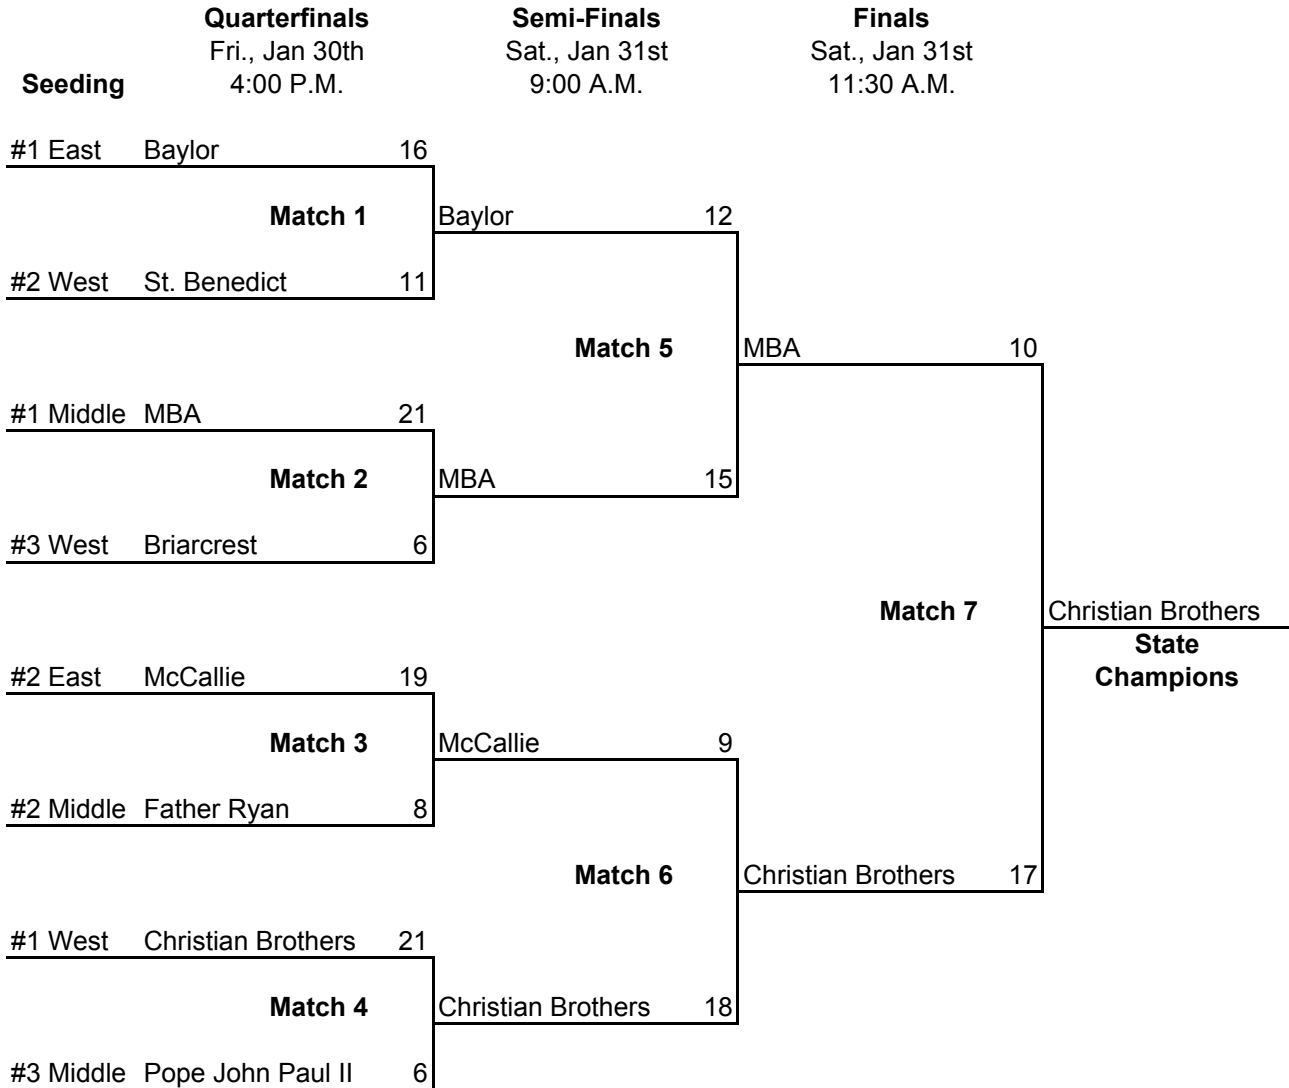 Quarterfinals Semi-Finals Finals
Fri., Jan 30th Sat., Jan 31st Sat., Jan 31st
Seeding 4:00 P.M. 9:00 A.M. 11:30 A.M.
#1 East Baylor 16
Match 1 Baylor 12
#2 West St. Benedict 11
Match 5 MBA 10
#1 Middle MBA 21
Match 2 MBA 15
#3 West Briarcrest 6
Match 7 Christian Brothers
State
#2 East McCallie 19 Champions
Match 3 McCallie 9
#2 Middle Father Ryan 8
Match 6 Christian Brothers 17
#1 West Christian Brothers 21
Match 4 Christian Brothers 18
#3 Middle Pope John Paul II 6